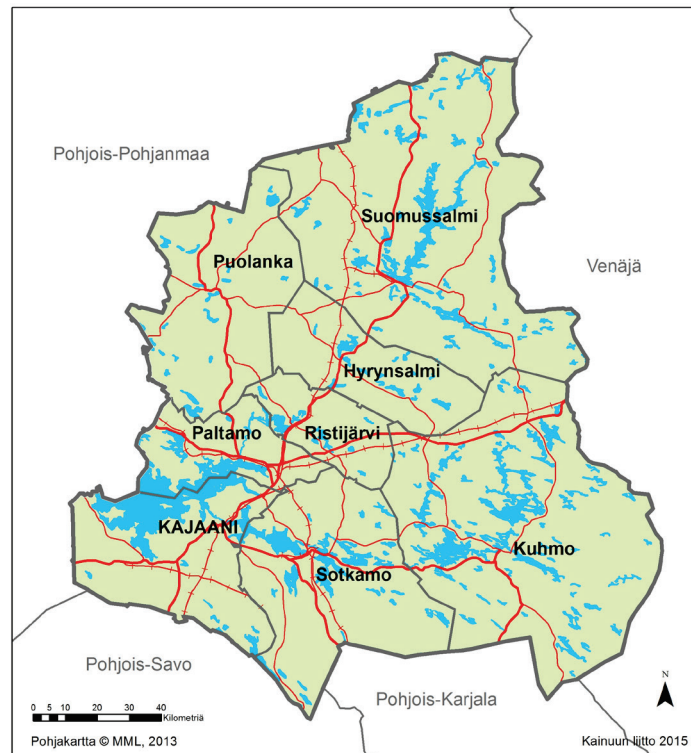 Pohjois-Pohjanmaa
Suomussalmi
Puolanka
Venäjä
Hyrynsalmi
Paltamo
Ristijärvi
KAJAANI
Kuhmo
Sotkamo
Pohjois-Savo
Pohjois-Karjala
N
0 5 10 20 30 40
Kilometriä
Pohjakartta © MML, 2013
Kainuun liitto 2015